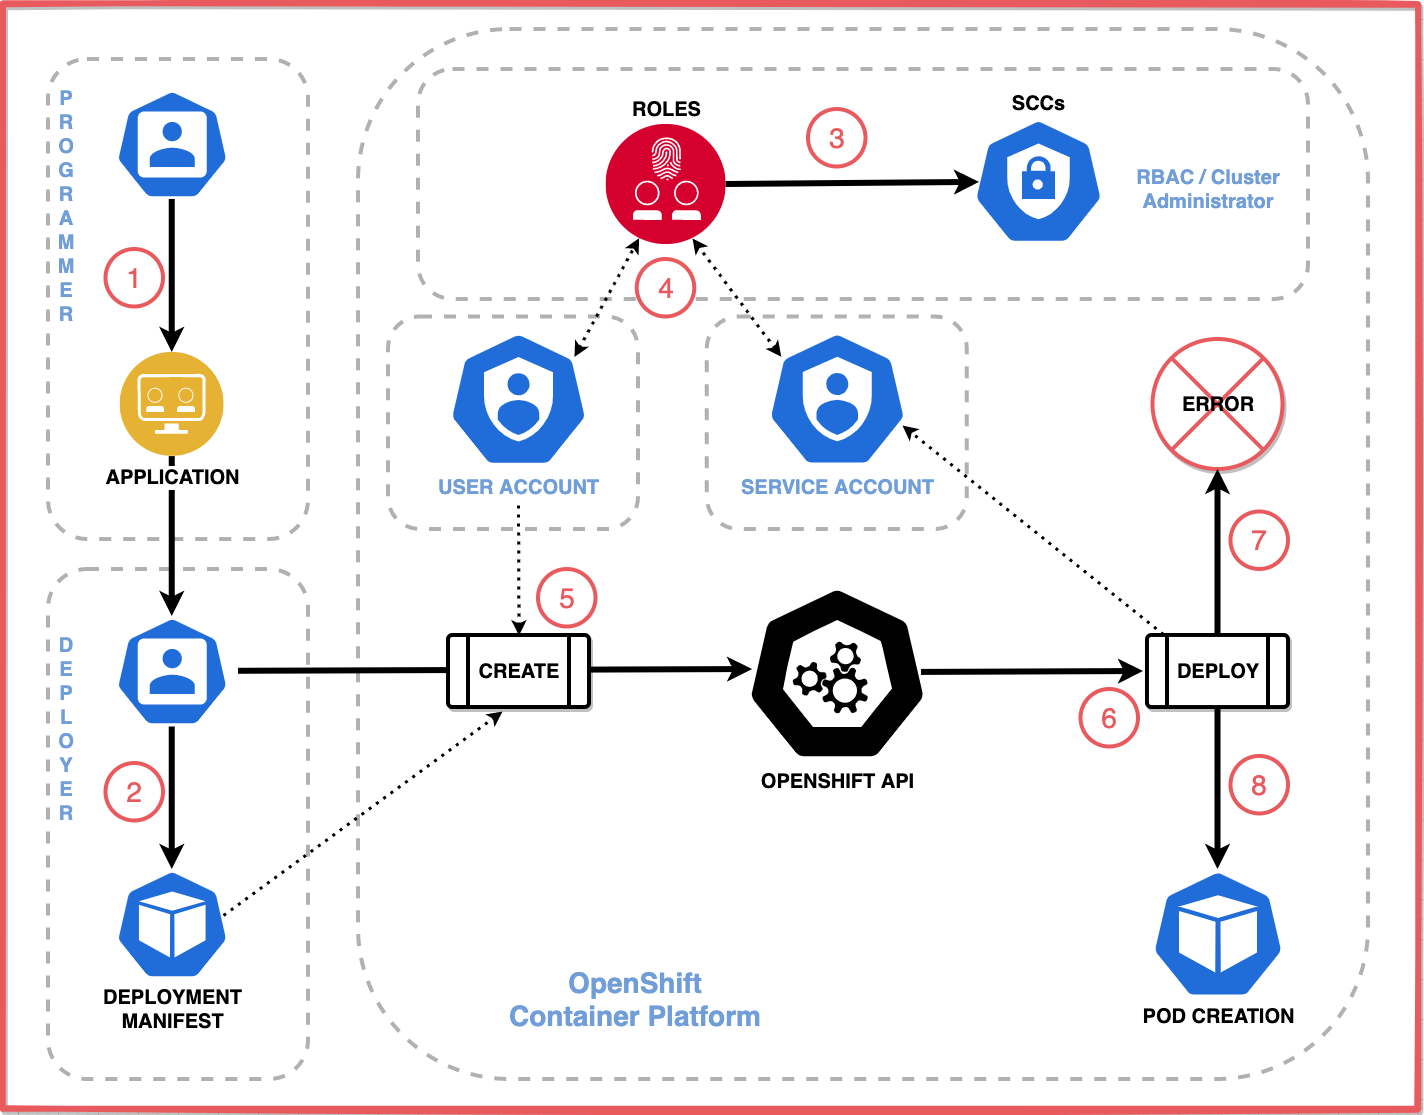 PROGRAMMER
1
APPLICATION
DEPLOYER
2
DEPLOYMENT
MANIFEST
ROLES
3
SCCs
RBAC / Cluster
Administrator
4
USER ACCOUNT
SERVICE ACCOUNT
ERROR
5
7
CREATE
DEPLOY
6
OPENSHIFT API
8
OpenShift
Container Platform
POD CREATION